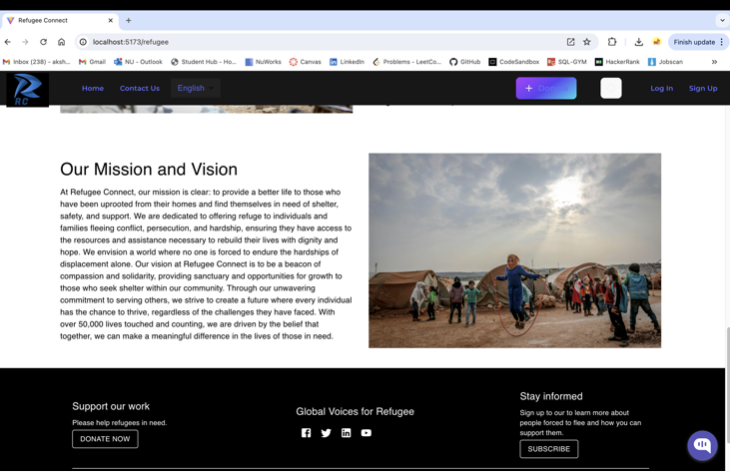 Refugee Connect
localhost:5173/refugee
Finish update
Inbox (238) - aksh...
Gmail
NU - Outlook
Student Hub - Ho...
NuWorks
Canvas
LinkedIn
Problems - LeetCo...
GitHub
CodeSandbox
SQL-GYM
HackerRank
Jobscan
RC
Home
Contact Us
English
+ Donate
Log In
Sign Up
Our Mission and Vision
At Refugee Connect, our mission is clear: to provide a better life to those who
have been uprooted from their homes and find themselves in need of shelter,
safety, and support. We are dedicated to offering refuge to individuals and
families fleeing conflict, persecution, and hardship, ensuring they have access to
the resources and assistance necessary to rebuild their lives with dignity and
hope. We envision a world where no one is forced to endure the hardships of
displacement alone. Our vision at Refugee Connect is to be a beacon of
compassion and solidarity, providing sanctuary and opportunities for growth to
those who seek shelter within our community. Through our unwavering
commitment to serving others, we strive to create a future where every individual
has the chance to thrive, regardless of the challenges they have faced. With
over 50,000 lives touched and counting, we are driven by the belief that
together, we can make a meaningful difference in the lives of those in need.
Support our work
Please help refugees in need.
DONATE NOW
Global Voices for Refugee
Stay informed
Sign up to our to learn more about
people forced to flee and how you can
support them.
SUBSCRIBE